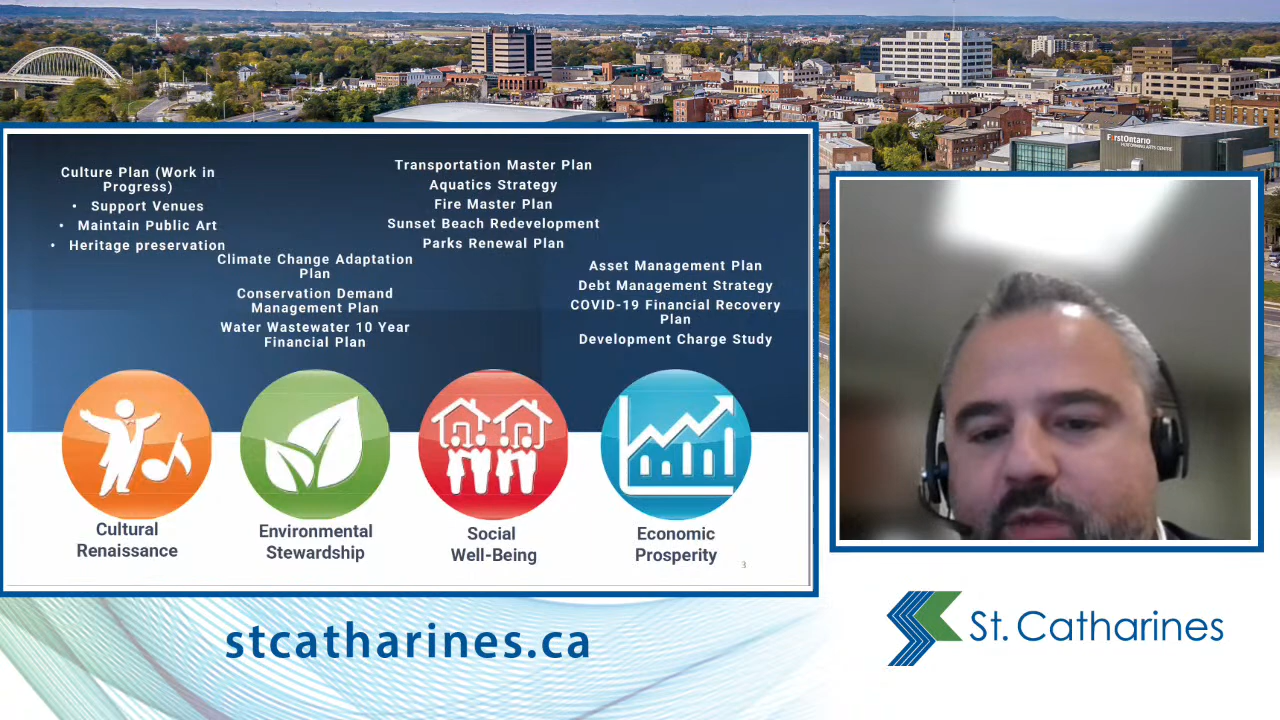 FirstOntario
PERFORMING ARTS CENTRE
Culture Plan (Work in
Progress)
• Support Venues
• Maintain Public Art
• Heritage preservation
Climate Change Adaptation
Plan
Conservation Demand
Management Plan
Water Wastewater 10 Year
Financial Plan
Transportation Master Plan
Aquatics Strategy
Fire Master Plan
Sunset Beach Redevelopment
Parks Renewal Plan
Asset Management Plan
Debt Management Strategy
COVID-19 Financial Recovery
Plan
Development Charge Study
Cultural
Renaissance
Environmental
Stewardship
Social
Well-Being
Economic
Prosperity
3
stcatharines.ca
St. Catharines